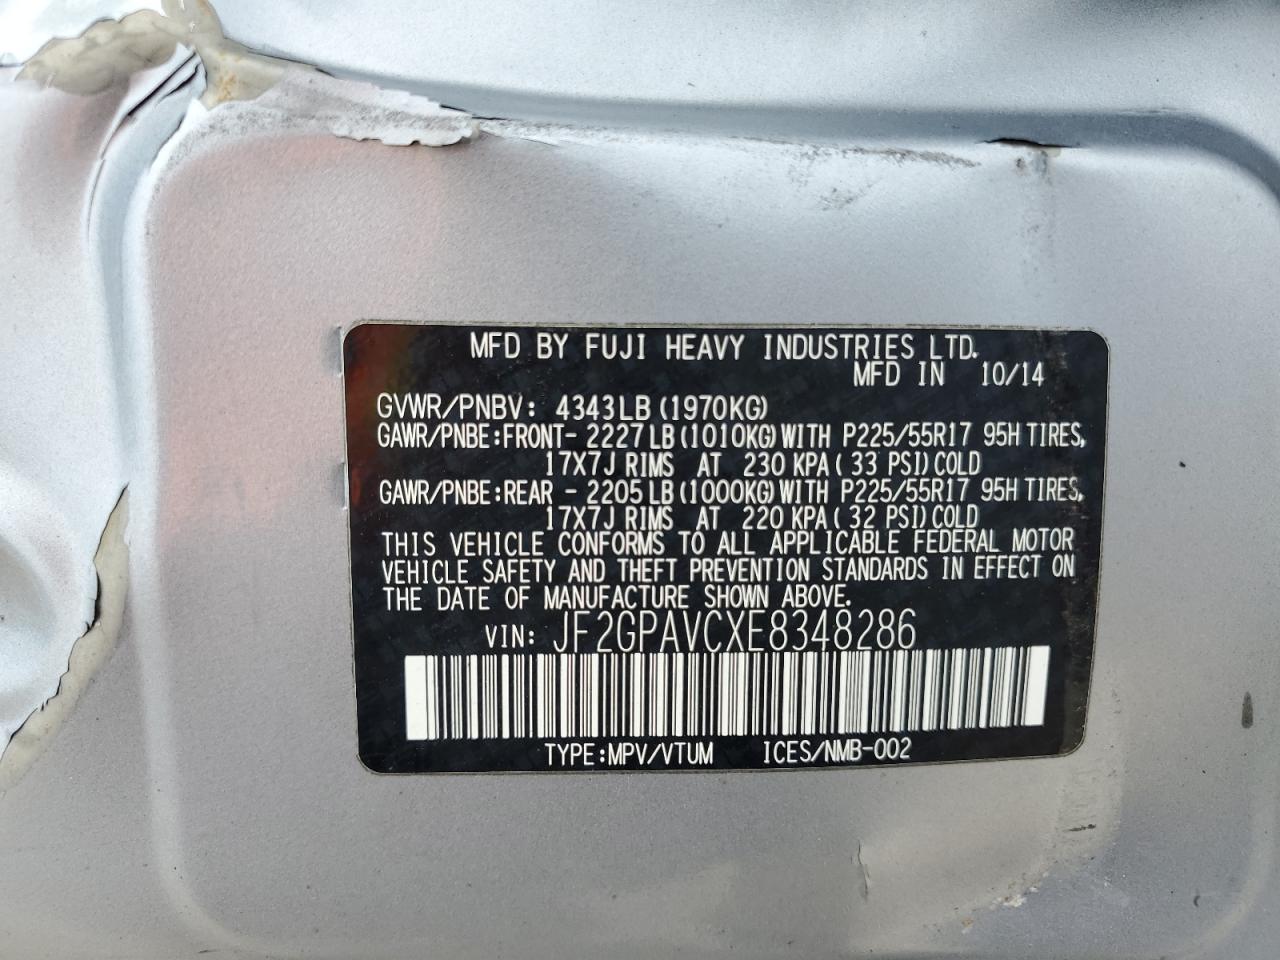 MFD BY FUJI HEAVY INDUSTRIES LTD.
MFD IN 10/14
GVWR/PNBV: 4343LB (1970KG)
GAWR/PNBE:FRONT- 2227LB(1010KG)WITH P225/55R17 95H TIRES,
17X7J RIMS AT 230 KPA( 33 PSI)COLD
GAWR/PNBE:REAR - 2205LB(1000KG)WITH P225/55R17 95H TIRES,
17X7J RIMS AT 220 KPA( 32 PSI)COLD
THIS VEHICLE CONFORMS TO ALL APPLICABLE FEDERAL MOTOR
VEHICLE SAFETY AND THEFT PREVENTION STANDARDS IN EFFECT ON
THE DATE OF MANUFACTURE SHOWN ABOVE.
VIN: JF2GPAVCXE8348286
TYPE:MPV/VTUM ICES/NMB-002